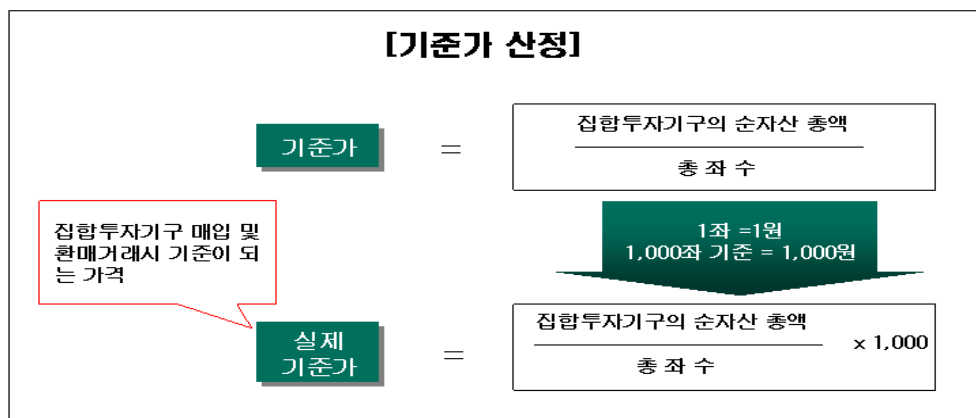 [기준가 산정]
기준가
=
집합투자기구의 순자산 총액
총 좌 수
집합투자기구 매입 및
환매거래시 기준이 되
는 가격
1좌 =1원
1,000좌 기준 = 1,000원
실제
기준가
=
집합투자기구의 순자산 총액
총 좌 수
x 1,000